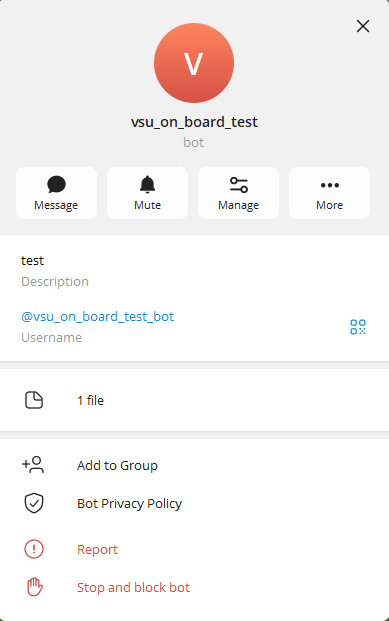 V
vsu_on_board_test
bot
Message
Mute
Manage
More
test
Description
@vsu_on_board_test_bot
Username
1 file
Add to Group
Bot Privacy Policy
Report
Stop and block bot